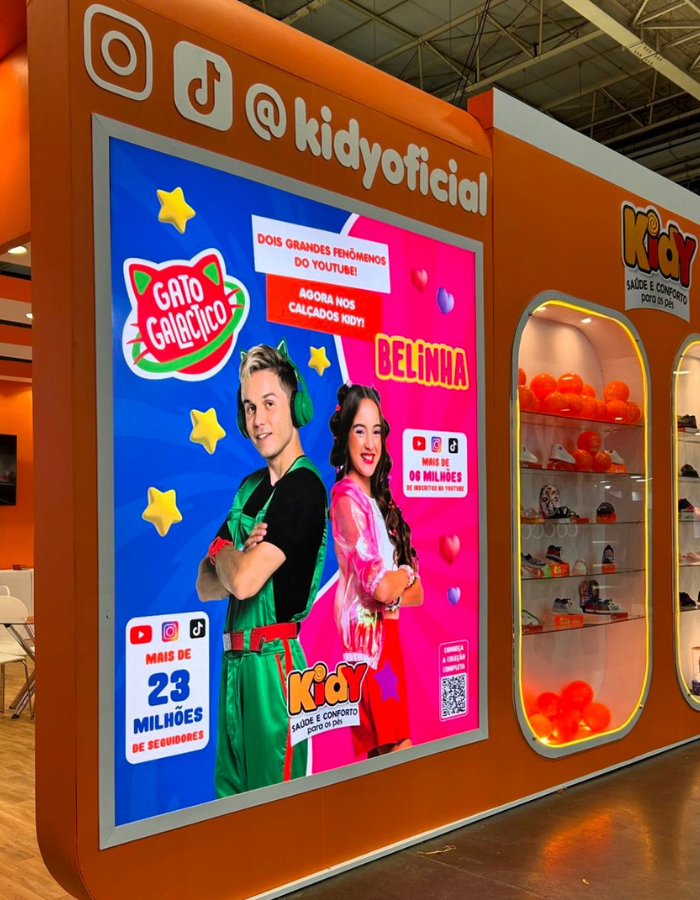 @kidyoficial
DOIS GRANDES FENÔMENOS
DO YOUTUBE!
AGORA NOS
CALÇADOS KIDY!
GATO
GALÁCTICO
BELiNHA
MAIS DE
06 MILHÕES
DE INSCRITOS NO YOUTUBE
MAIS DE
23
MILHÕES
DE SEGUIDORES
KidY
SAÚDE E CONFORTO
para os pés
CONHEÇA
A COLEÇÃO
COMPLETA
KidY
SAÚDE E CONFORTO
para os pés